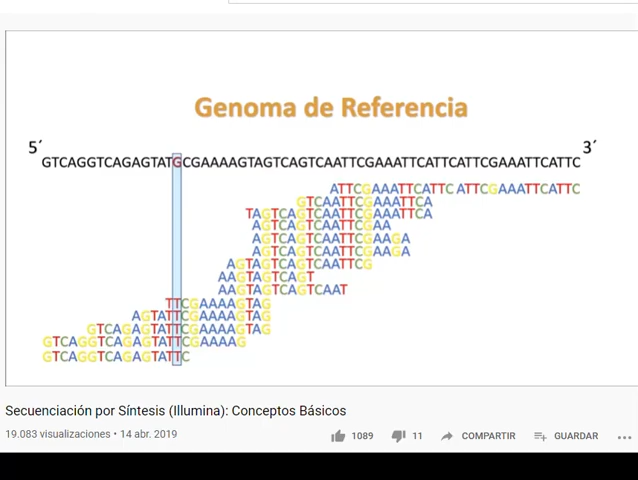 Genoma de Referencia
5´ 3´
GTCAGGTCAGAGTATGCGAAAAGTAGTCAGTCAATTCGAAATTCATTCATTCGAAATTCATTC
ATTCGAAATTCATTC ATTCGAAATTCATTC
GTCAATTCGAAATTCA
TAGTCAGTCAATTCGAAATTCA
AGTCAGTCAATTCGAA
AGTCAGTCAATTCGAAGA
AGTCAGTCAATTCGAAGA
AGTAGTCAGTCAATTCG
AAGTAGTCAGT
AAGTAGTCAGTCAAT
TTCGAAAAGTAG
AGTATTCGAAAAGTAG
GTCAGAGTATTCGAAAAGTAG
GTCAGGTCAGAGTATTCGAAAAG
GTCAGGTCAGAGTATTC
Secuenciación por Síntesis (Illumina): Conceptos Básicos
19.083 visualizaciones • 14 abr. 2019 1089 11 COMPARTIR GUARDAR ...